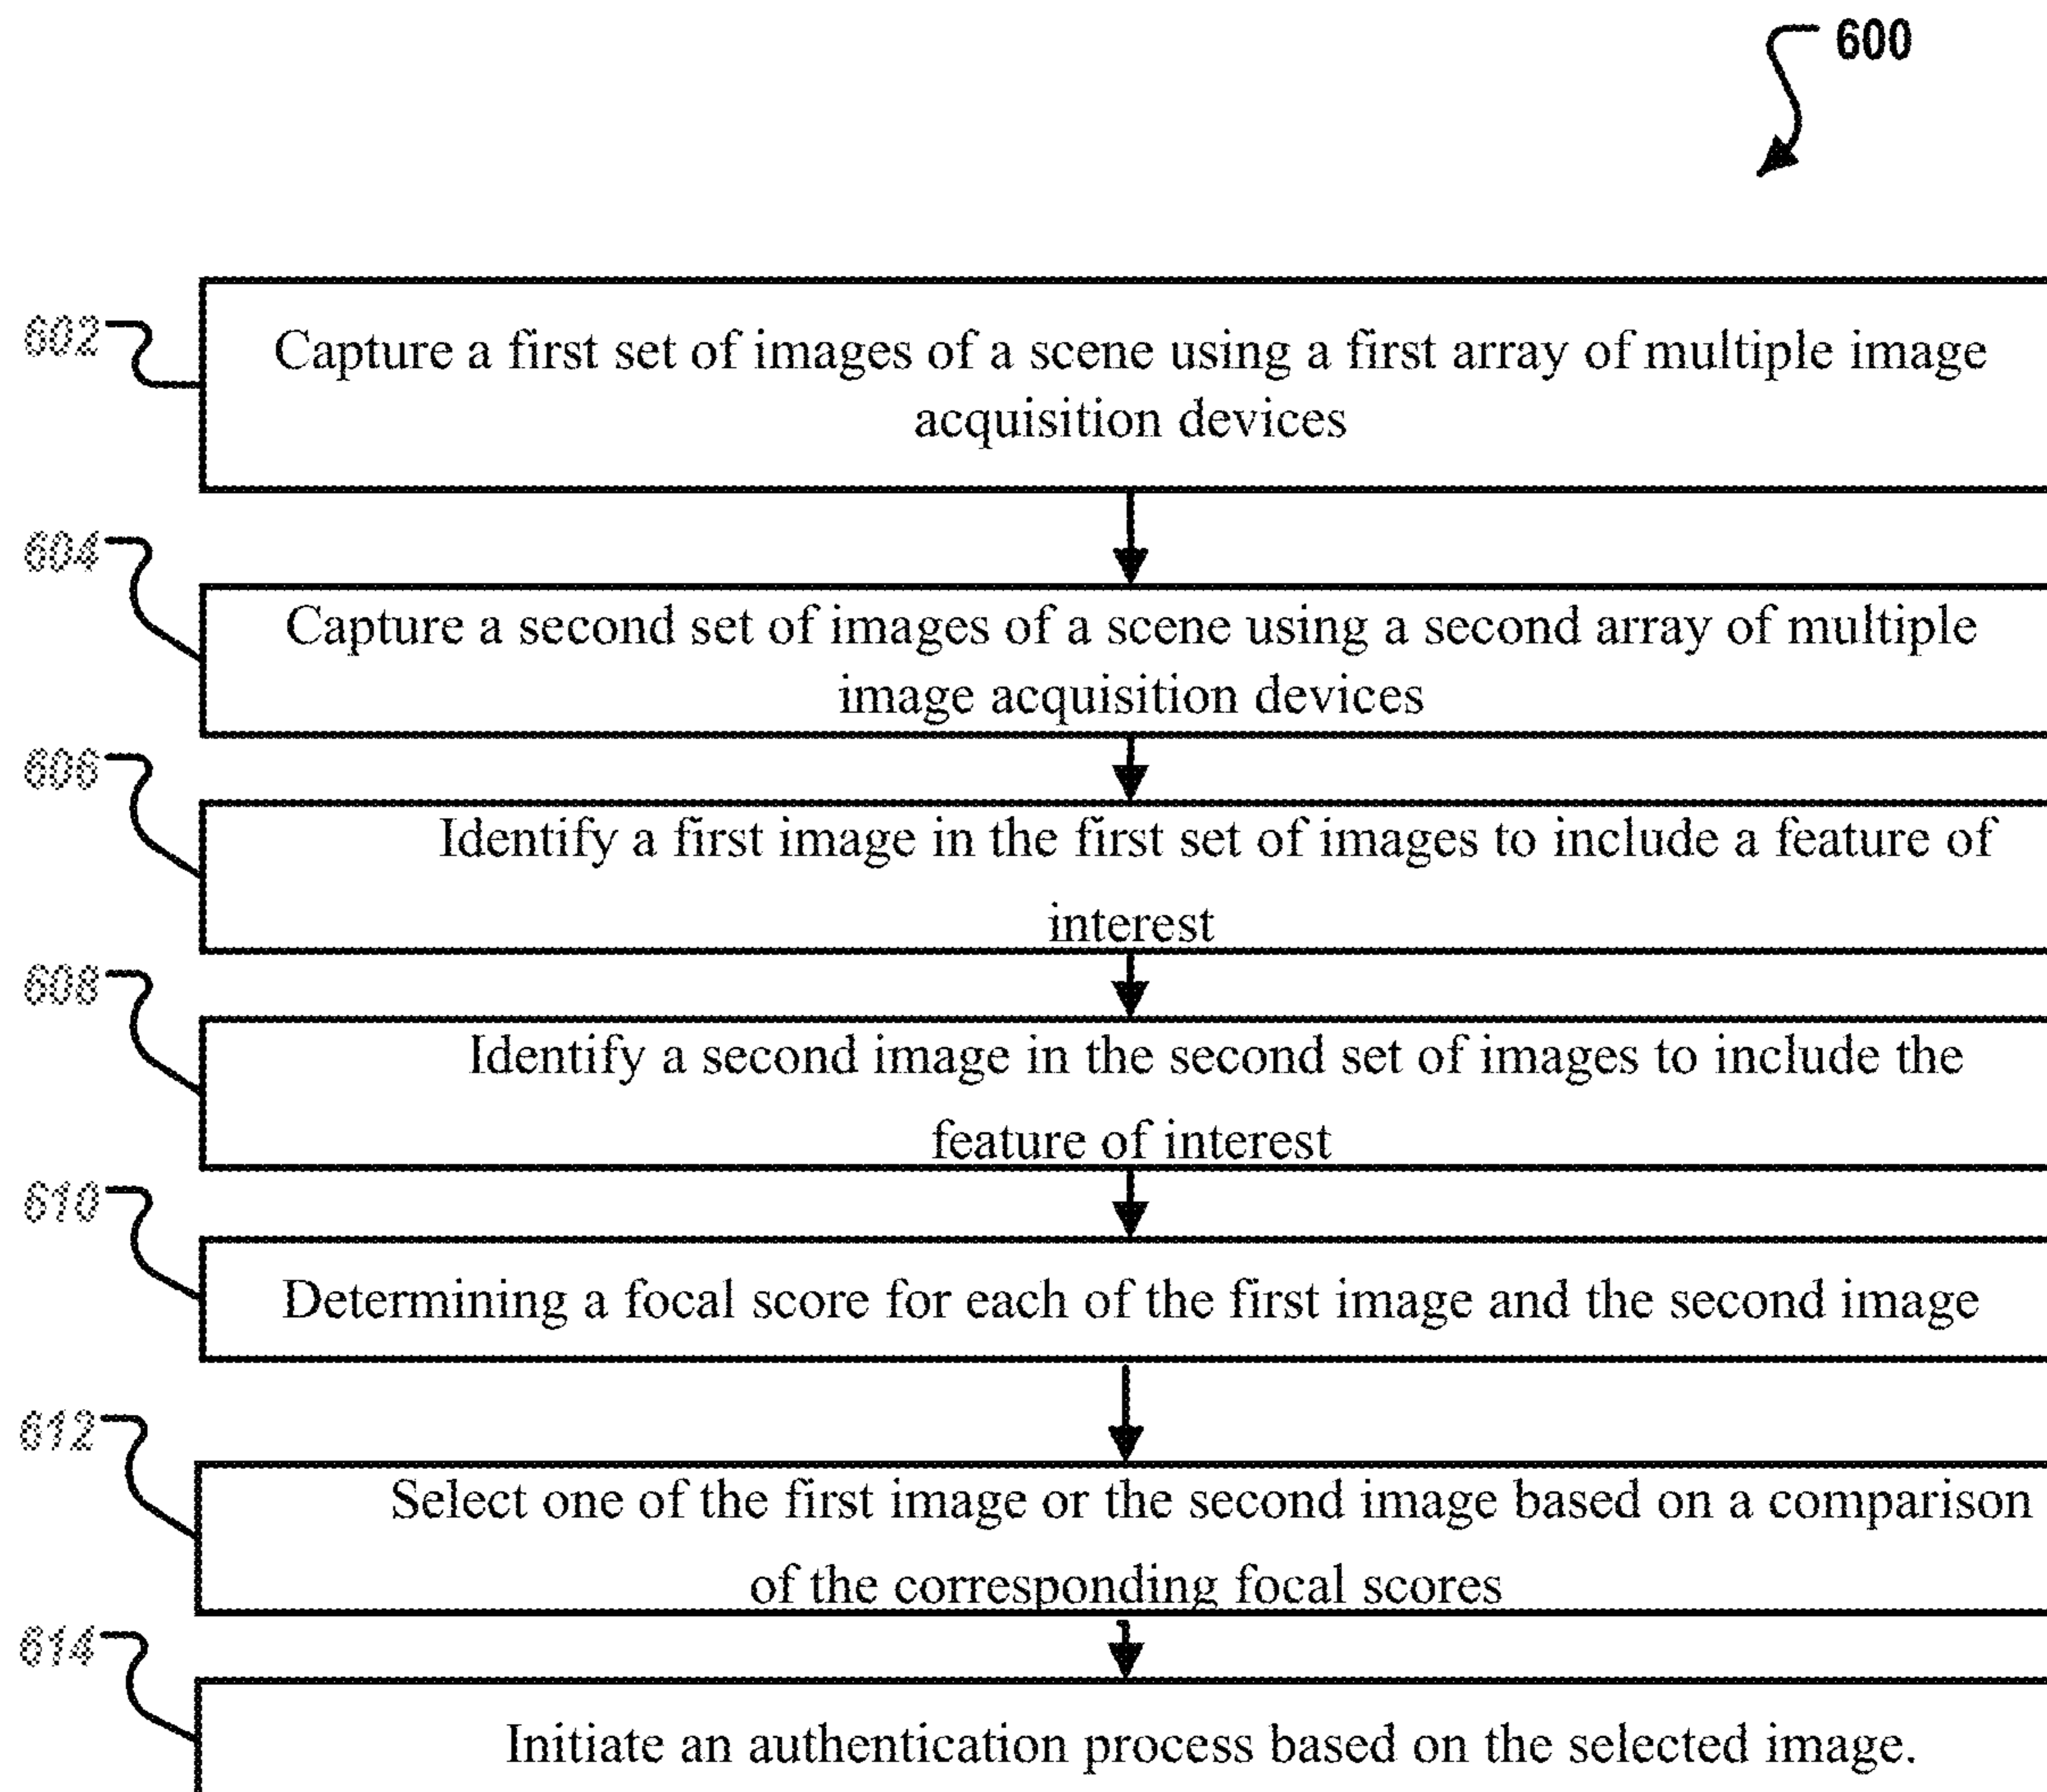 600
602
Capture a first set of images of a scene using a first array of multiple image
acquisition devices
604
Capture a second set of images of a scene using a second array of multiple
image acquisition devices
606
Identify a first image in the first set of images to include a feature of
interest
608
Identify a second image in the second set of images to include the
feature of interest
610
Determining a focal score for each of the first image and the second image
612
Select one of the first image or the second image based on a comparison
of the corresponding focal scores
614
Initiate an authentication process based on the selected image.